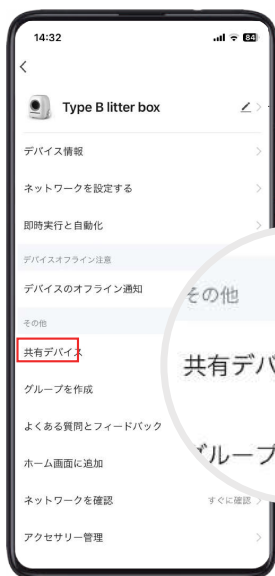 14:32
84
Type B litter box
デバイス情報
ネットワークを設定する
即時実行と自動化
デバイスオフライン注意
デバイスのオフライン通知
その他
共有デバイス
グループを作成
よくある質問とフィードバック
ホーム画面に追加
ネットワークを確認 すぐに確認
アクセサリー管理
その他
共有デバ
グループ